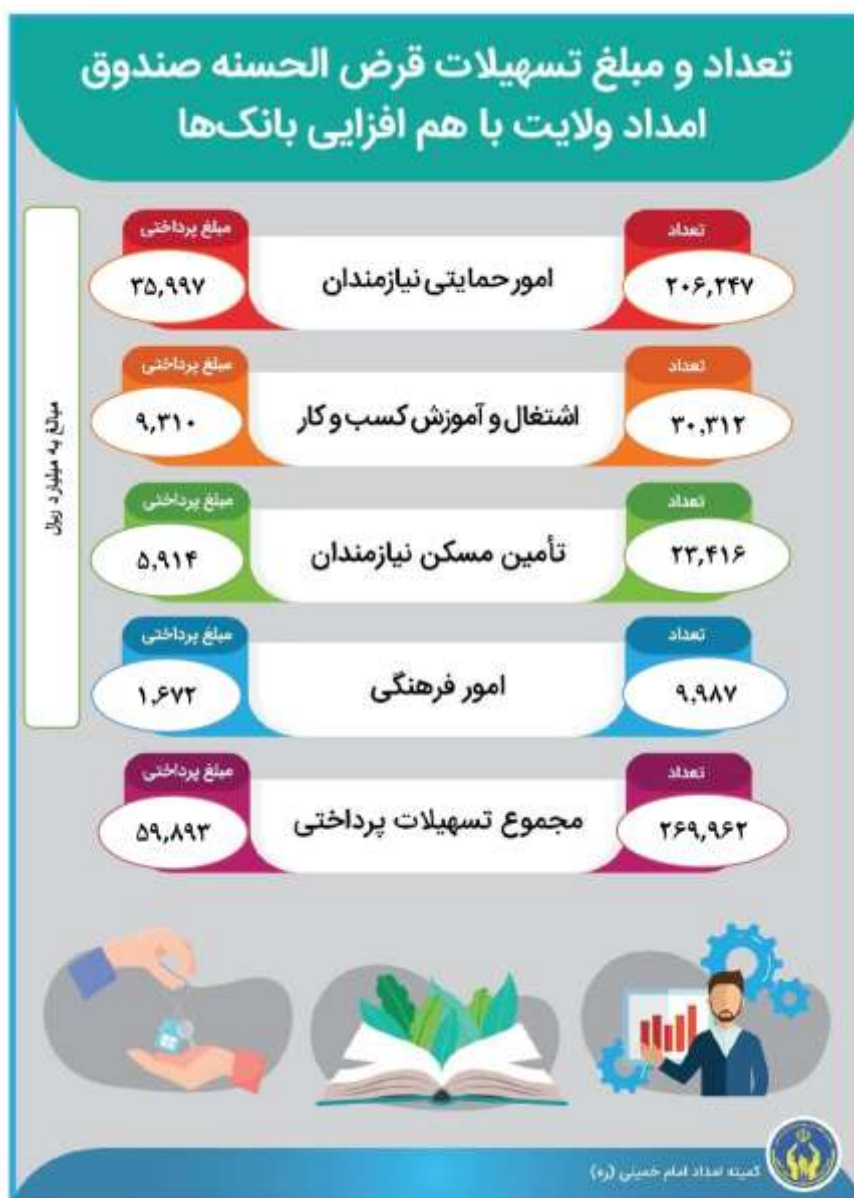 تعداد و مبلغ تسهیلات قرض الحسنه صندوق
امداد ولایت با هم افزایی بانک‌ها
مبالغ به میلیارد ریال
تعداد
مبلغ پرداختی
۲۰۶,۲۴۷
امور حمایتی نیازمندان
۳۵,۹۹۷
تعداد
مبلغ پرداختی
۳۰,۳۱۲
اشتغال و آموزش کسب و کار
۹,۳۱۰
تعداد
مبلغ پرداختی
۲۳,۴۱۶
تأمین مسکن نیازمندان
۵,۹۱۴
تعداد
مبلغ پرداختی
۹,۹۸۷
امور فرهنگی
۱,۶۷۲
تعداد
مبلغ پرداختی
۲۶۹,۹۶۲
مجموع تسهیلات پرداختی
۵۹,۸۹۳
کمیته امداد امام خمینی (ره)